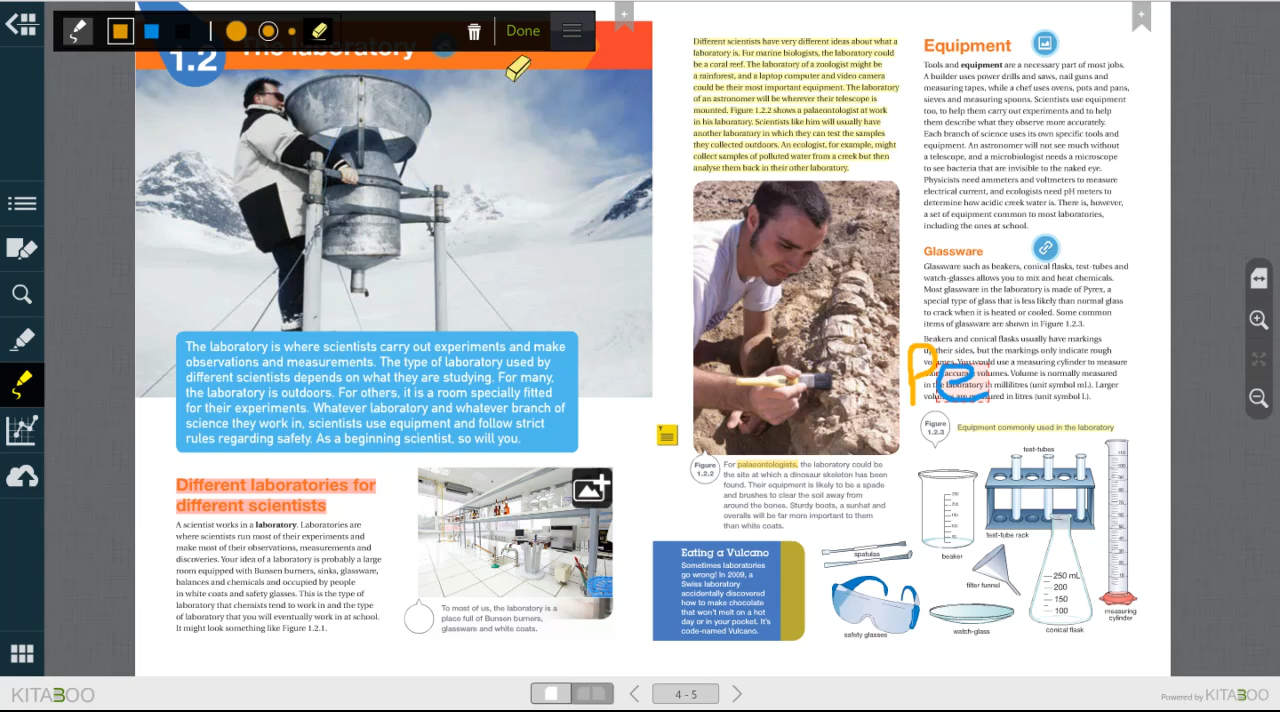 Done
1.2 The laboratory
The laboratory is where scientists carry out experiments and make
observations and measurements. The type of laboratory used by
different scientists depends on what they are studying. For many,
the laboratory is outdoors. For others, it is a room specially fitted
for their experiments. Whatever laboratory and whatever branch of
science they work in, scientists use equipment and follow strict
rules regarding safety. As a beginning scientist, so will you.
Different laboratories for
different scientists
A scientist works in a laboratory. Laboratories are
where scientists run most of their experiments and
make most of their observations, measurements and
discoveries. Your idea of a laboratory is probably a large
room equipped with Bunsen burners, sinks, glassware,
balances and chemicals and occupied by people
in white coats and safety glasses. This is the type of
laboratory that chemists tend to work in and the type
of laboratory that you will eventually work in at school.
It might look something like Figure 1.2.1.
To most of us, the laboratory is a
place full of Bunsen burners,
glassware and white coats.
Different scientists have very different ideas about what a
laboratory is. For marine biologists, the laboratory could
be a coral reef. The laboratory of a zoologist might be
a rainforest, and a laptop computer and video camera
could be their most important equipment. The laboratory
of an astronomer will be wherever their telescope is
mounted. Figure 1.2.2 shows a palaeontologist at work
in his laboratory. Scientists like him will usually have
another laboratory in which they can test the samples
they collected outdoors. An ecologist, for example, might
collect samples of polluted water from a creek but then
analyse them back in their other laboratory.
Figure
1.2.2
For palaeontologists, the laboratory could be
the site at which a dinosaur skeleton has been
found. Their equipment is likely to be a spade
and brushes to clear the soil away from
around the bones. Sturdy boots, a sunhat and
overalls will be far more important to them
than white coats.
Eating a Vulcano
Sometimes laboratories
go wrong! In 2009, a
Swiss laboratory
accidentally discovered
how to make chocolate
that won't melt on a hot
day or in your pocket. It's
code-named Vulcano.
Equipment
Tools and equipment are a necessary part of most jobs.
A builder uses power drills and saws, nail guns and
measuring tapes, while a chef uses ovens, pots and pans,
sieves and measuring spoons. Scientists use equipment
too, to help them carry out experiments and to help
them describe what they observe more accurately.
Each branch of science uses its own specific tools and
equipment. An astronomer will not see much without
a telescope, and a microbiologist needs a microscope
to see bacteria that are invisible to the naked eye.
Physicists need ammeters and voltmeters to measure
electrical current, and ecologists need pH meters to
determine how acidic creek water is. There is, however,
a set of equipment common to most laboratories,
including the ones at school.
Glassware
Glassware such as beakers, conical flasks, test-tubes and
watch-glasses allows you to mix and heat chemicals.
Most glassware in the laboratory is made of Pyrex, a
special type of glass that is less likely than normal glass
to crack when it is heated or cooled. Some common
items of glassware are shown in Figure 1.2.3.
Beakers and conical flasks usually have markings
up their sides, but the markings only indicate rough
volumes. You would use a measuring cylinder to measure
accurate volumes. Volume is normally measured
in the laboratory in millilitres (unit symbol mL). Larger
volumes are measured in litres (unit symbol L).
Pe
Figure
1.2.3
Equipment commonly used in the laboratory
test-tubes
test-tube rack
beaker
spatulas
filter funnel
250 mL
200
150
100
safety glasses
watch-glass
conical flask
measuring
cylinder
KITABOO
4 - 5
Powered by KITABOO